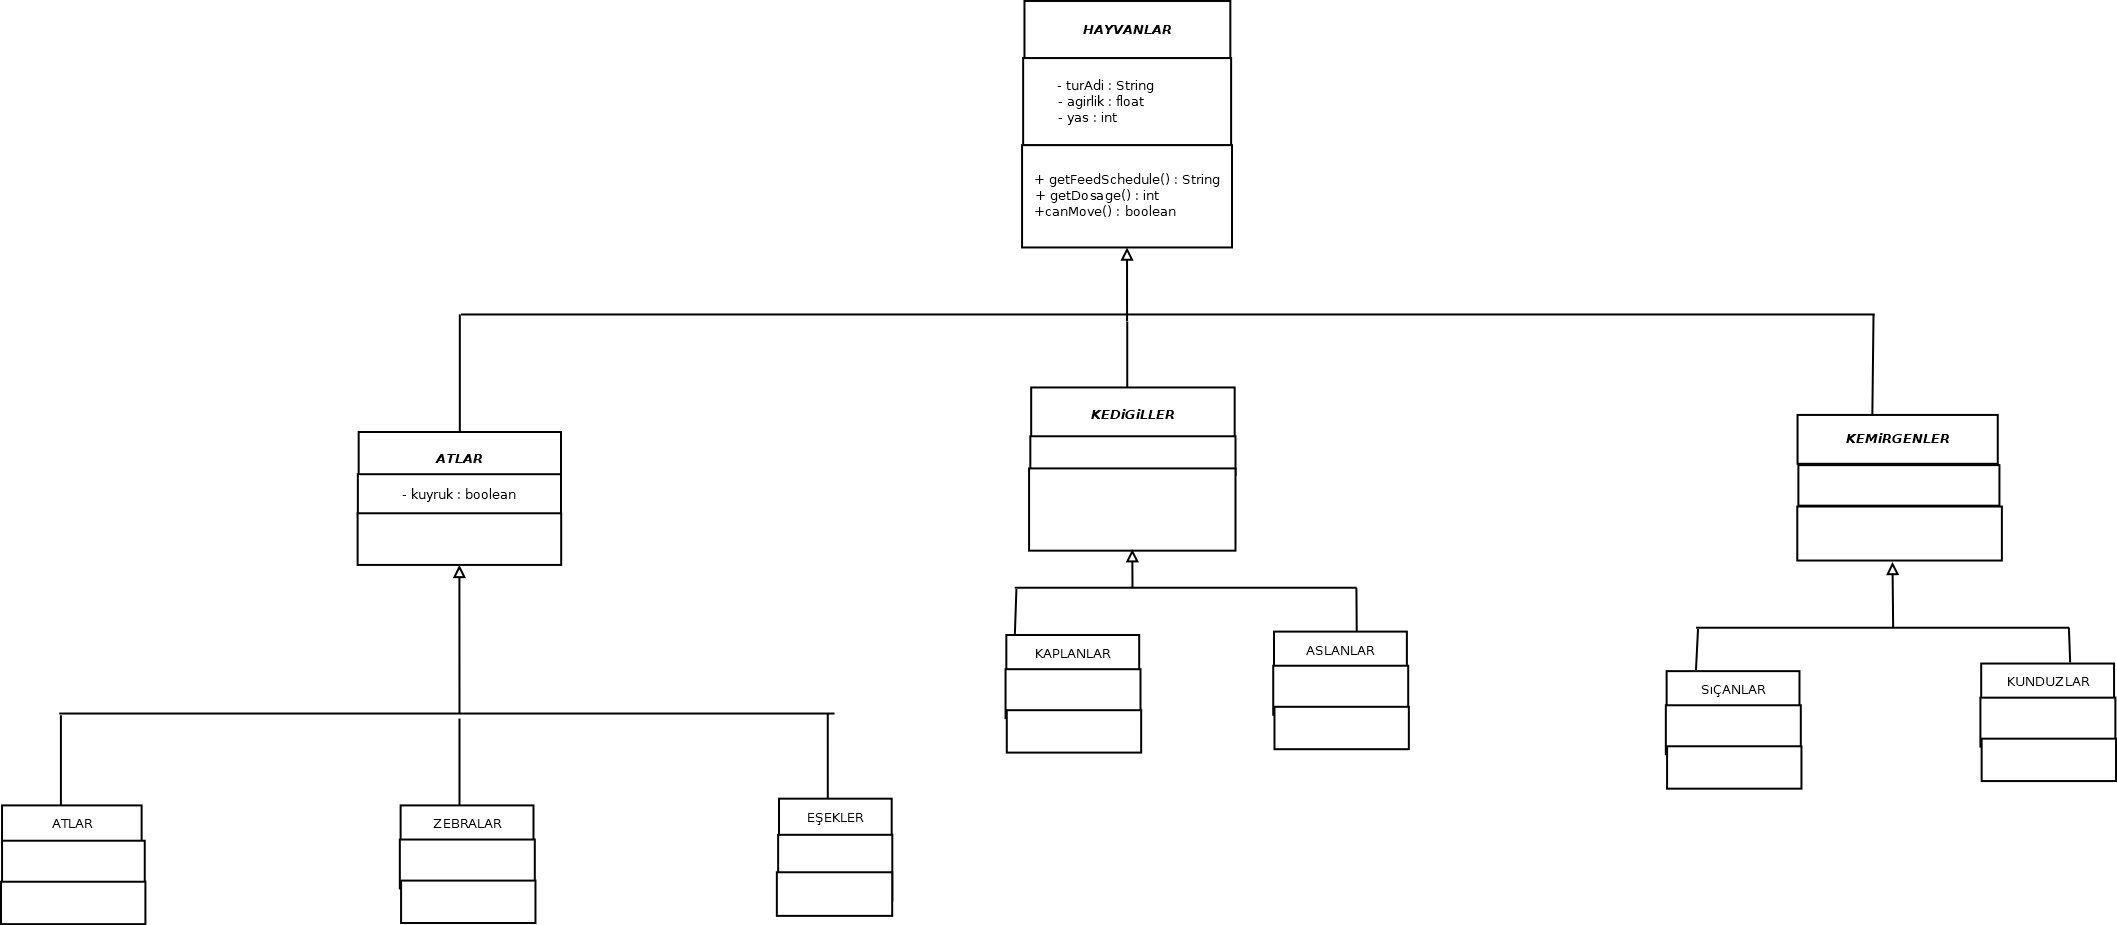 HAYVANLAR
- turAdi : String
- agirlik : float
- yas : int
+ getFeedSchedule() : String
+ getDosage() : int
+canMove() : boolean
ATLAR
- kuyruk : boolean
KEDiGiLLER
KEMiRGENLER
KAPLANLAR
ASLANLAR
SıÇANLAR
KUNDUZLAR
ATLAR
ZEBRALAR
EŞEKLER